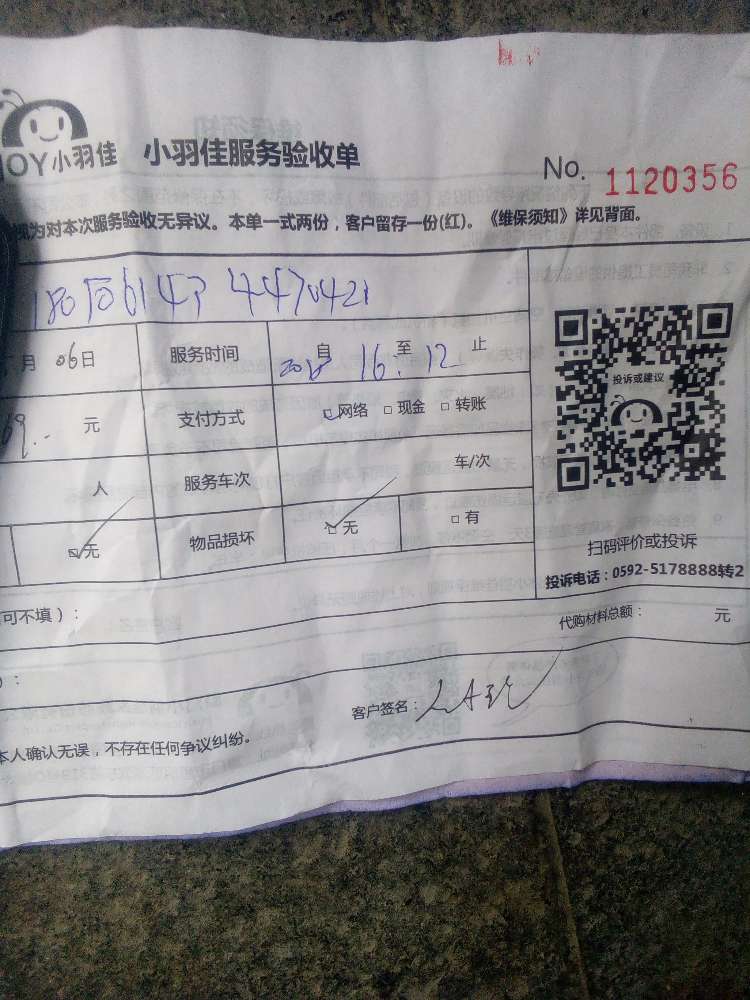 OY小羽佳 小羽佳服务验收单
No. 1120356
视为对本次服务验收无异议。本单一式两份，客户留存一份(红)。《维保须知》详见背面。
月 06日 服务时间 自 至 16:12 止
投诉或建议
69.-- 元 支付方式 网络 现金 转账
人 服务车次 车/次
无 物品损坏 无 有
扫码评价或投诉
投诉电话：0592-5178888转2
可不填）：
代购材料总额： 元
客户签名：
本人确认无误，不存在任何争议纠纷。